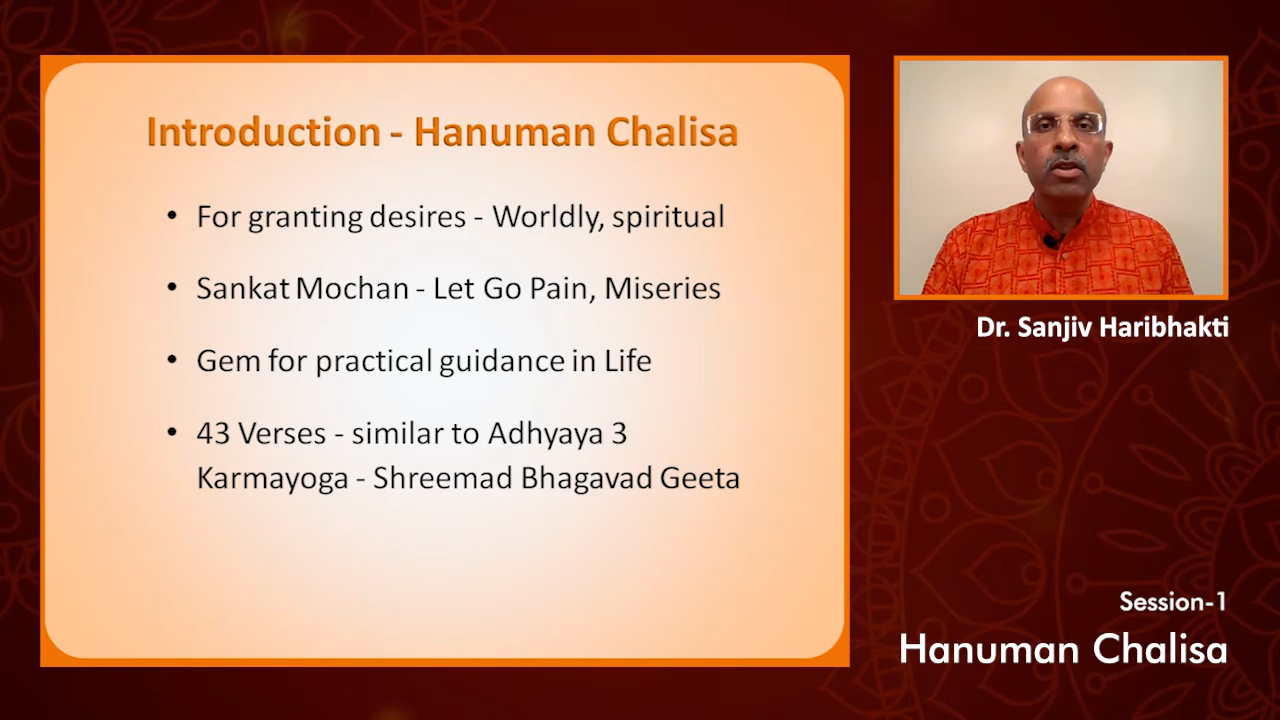 Introduction - Hanuman Chalisa
• For granting desires - Worldly, spiritual
• Sankat Mochan - Let Go Pain, Miseries
• Gem for practical guidance in Life
• 43 Verses - similar to Adhyaya 3
Karmayoga - Shreemad Bhagavad Geeta
Dr. Sanjiv Haribhakti
Session-1
Hanuman Chalisa